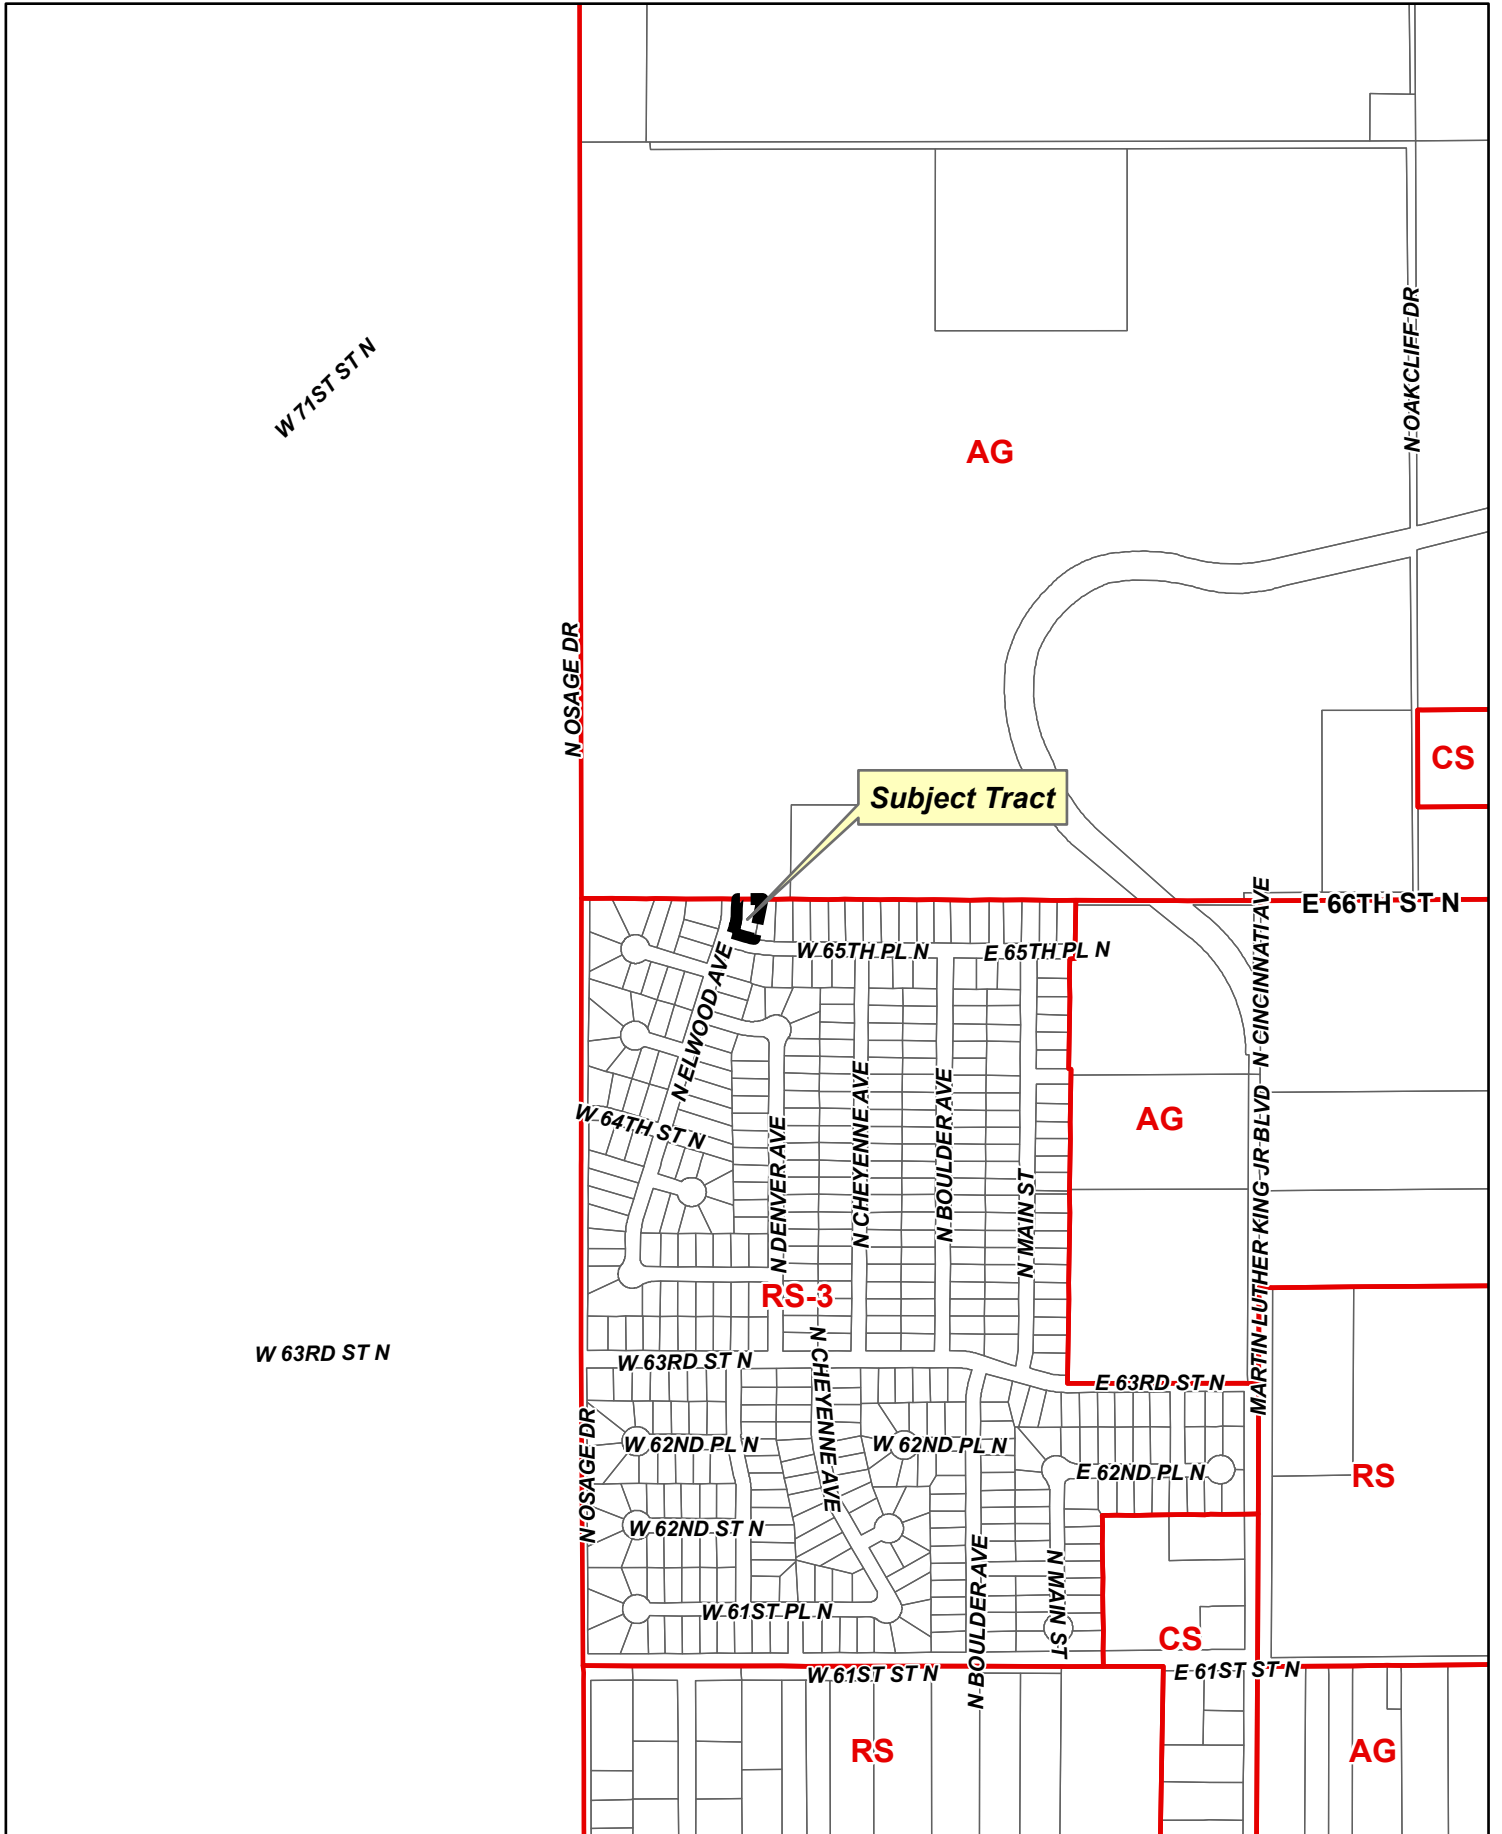 N OAKCLIFF DR
W 71ST ST N
AG
N OSAGE DR
CS
Subject Tract
E 66TH ST N
N CINCINNATI AVE
W 65TH PL N
E 65TH PL N
N ELWOOD AVE
N CHEYENNE AVE
N BOULDER AVE
AG
W 64TH ST N
N DENVER AVE
N MAIN ST
MARTIN LUTHER KING JR BLVD
RS-3
W 63RD ST N
W 63RD ST N
N CHEYENNE AVE
E 63RD ST N
N OSAGE DR
W 62ND PL N
W 62ND PL N
E 62ND PL N
RS
W 62ND ST N
N BOULDER AVE
N MAIN ST
W 61ST PL N
CS
W 61ST ST N
E 61ST ST N
RS
AG